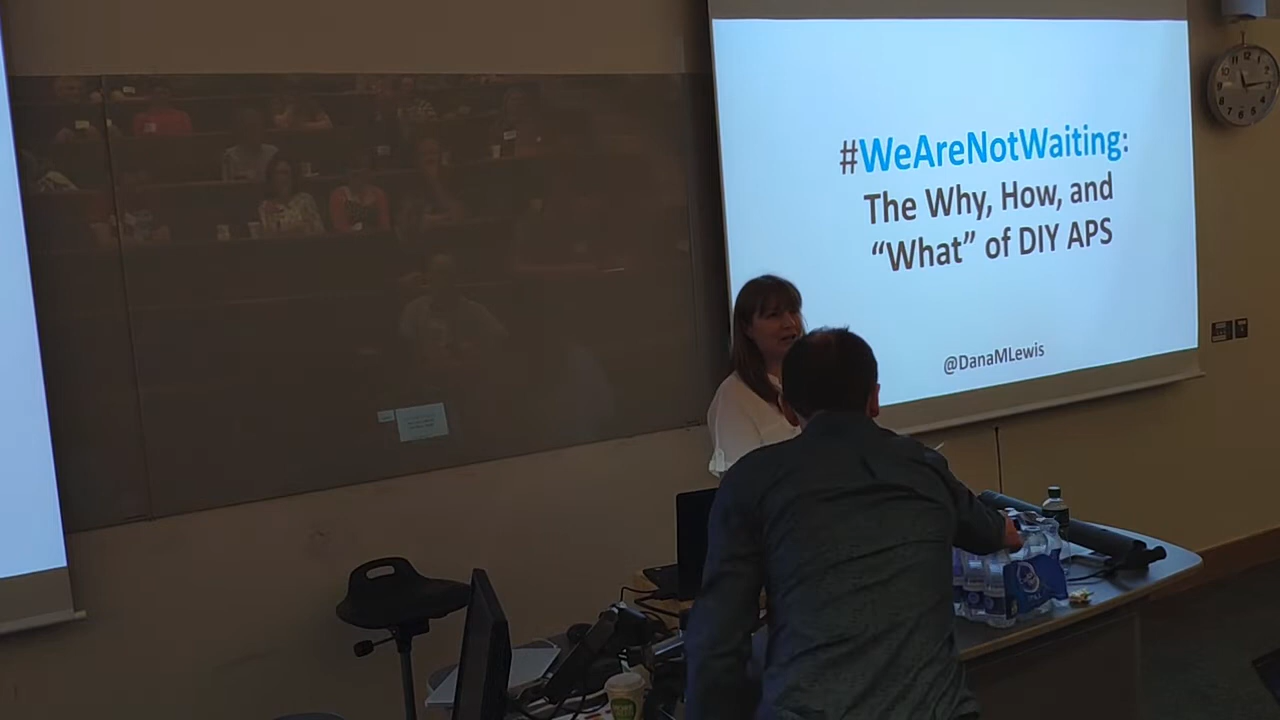 #WeAreNotWaiting:
The Why, How, and
“What” of DIY APS
@DanaMLewis